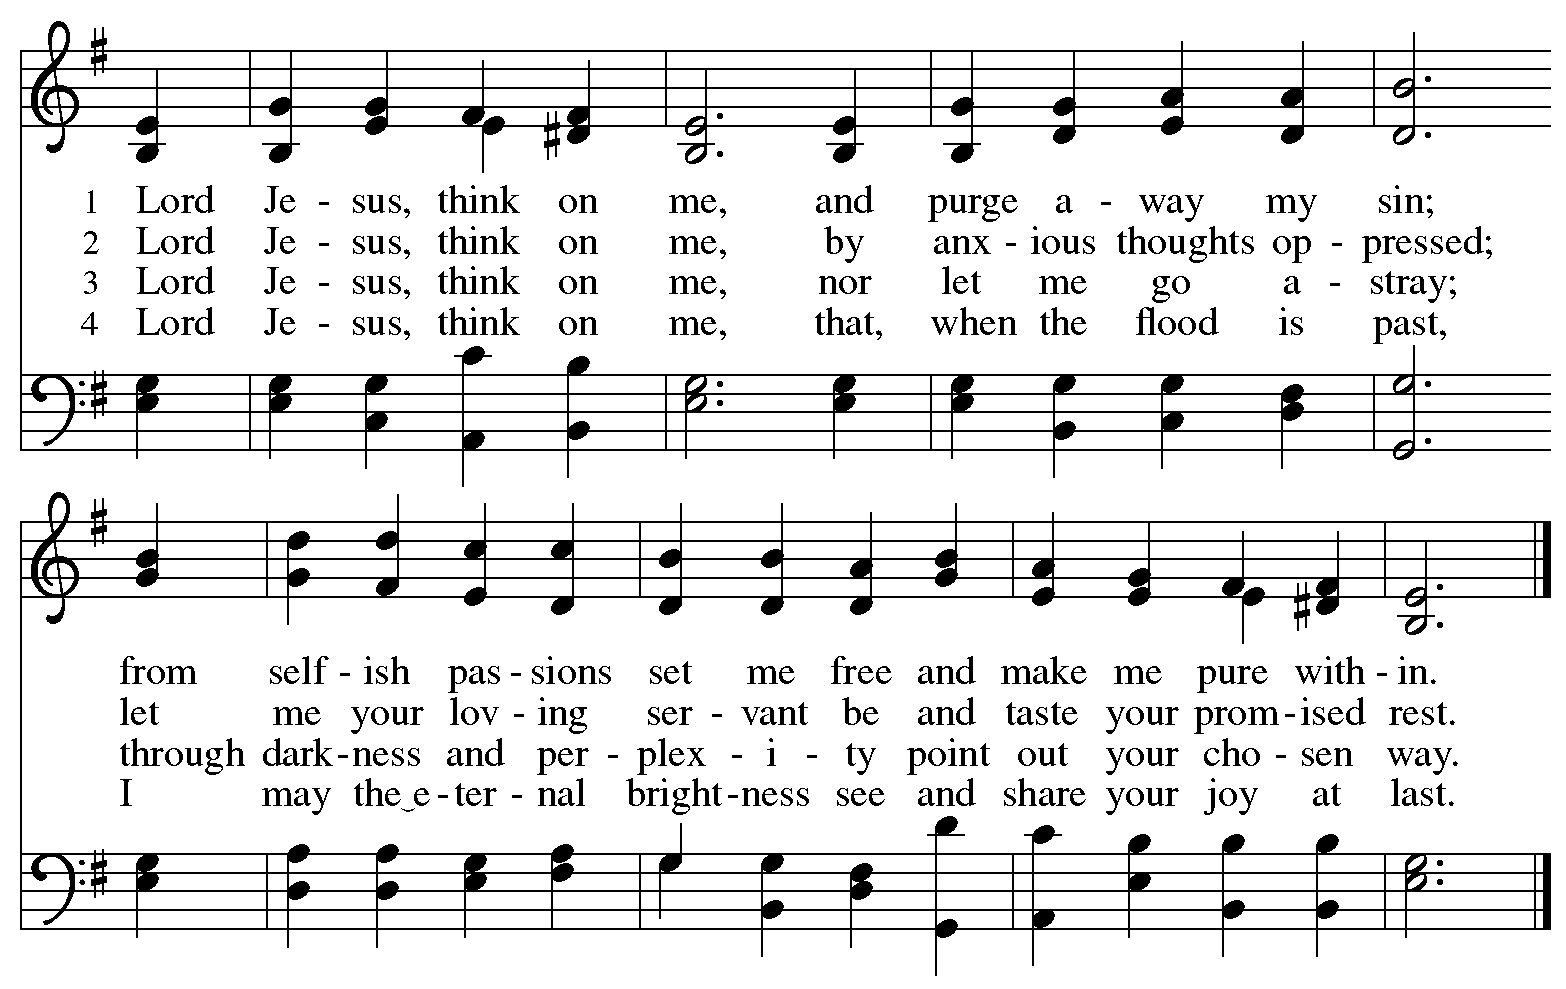 1 Lord Je - sus, think on me, and purge a - way my sin;
2 Lord Je - sus, think on me, by anx - ious thoughts op - pressed;
3 Lord Je - sus, think on me, nor let me go a - stray;
4 Lord Je - sus, think on me, that, when the flood is past,
from self - ish pas - sions set me free and make me pure with - in.
let me your lov - ing ser - vant be and taste your prom - ised rest.
through dark - ness and per - plex - i - ty point out your cho - sen way.
I may the‿e - ter - nal bright - ness see and share your joy at last.